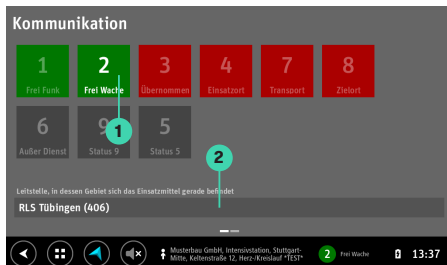 Kommunikation
1 2 3 4 7 8
Frei Funk Frei Wache Übernommen Einsatzort Transport Zielort
6 9 5
Außer Dienst Status 9 Status 5
1
2
Leitstelle, in dessen Gebiet sich das Einsatzmittel gerade befindet
RLS Tübingen (406)
Musterbau GmbH, Intensivstation, Stuttgart-
Mitte, Keltenstraße 12, Herz-/Kreislauf *TEST*
2 Frei Wache 13:37